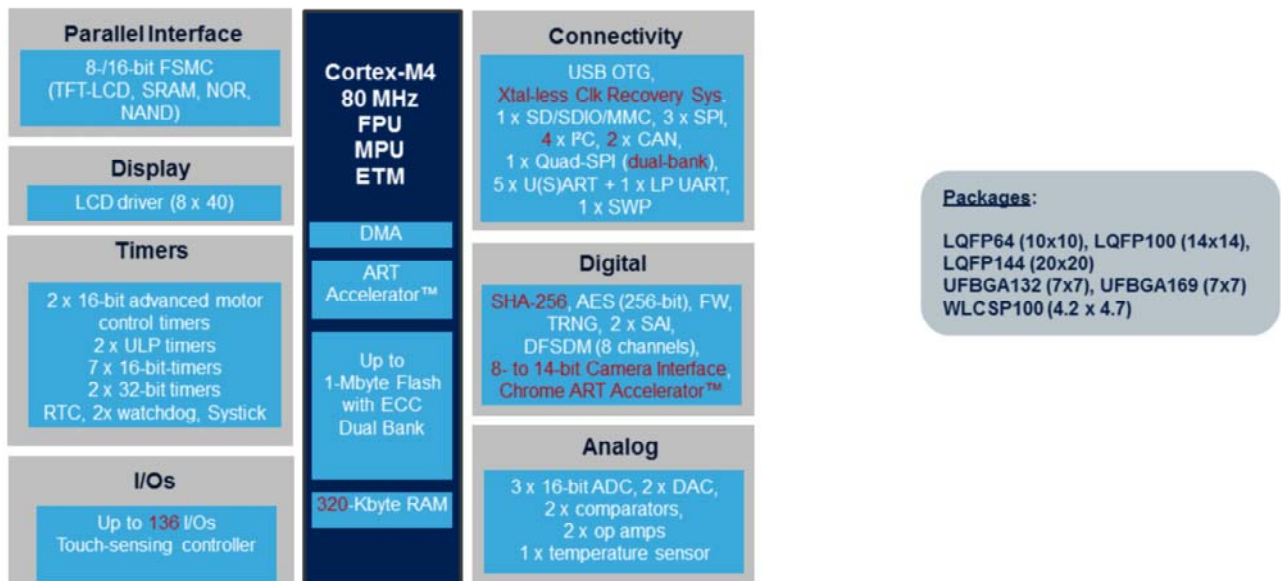 Parallel Interface
8-/16-bit FSMC
(TFT-LCD, SRAM, NOR,
NAND)
Display
LCD driver (8 x 40)
Timers
2 x 16-bit advanced motor
control timers
2 x ULP timers
7 x 16-bit-timers
2 x 32-bit timers
RTC, 2x watchdog, Systick
I/Os
Up to 136 I/Os
Touch-sensing controller
Cortex-M4
80 MHz
FPU
MPU
ETM
DMA
ART
Accelerator™
Up to
1-Mbyte Flash
with ECC
Dual Bank
320-Kbyte RAM
Connectivity
USB OTG,
Xtal-less Clk Recovery Sys.
1 x SD/SDIO/MMC, 3 x SPI,
4 x I²C, 2 x CAN,
1 x Quad-SPI (dual-bank),
5 x U(S)ART + 1 x LP UART,
1 x SWP
Digital
SHA-256, AES (256-bit), FW,
TRNG, 2 x SAI,
DFSDM (8 channels),
8- to 14-bit Camera Interface,
Chrome ART Accelerator™
Analog
3 x 16-bit ADC, 2 x DAC,
2 x comparators,
2 x op amps
1 x temperature sensor
Packages:
LQFP64 (10x10), LQFP100 (14x14),
LQFP144 (20x20)
UFBGA132 (7x7), UFBGA169 (7x7)
WLCSP100 (4.2 x 4.7)